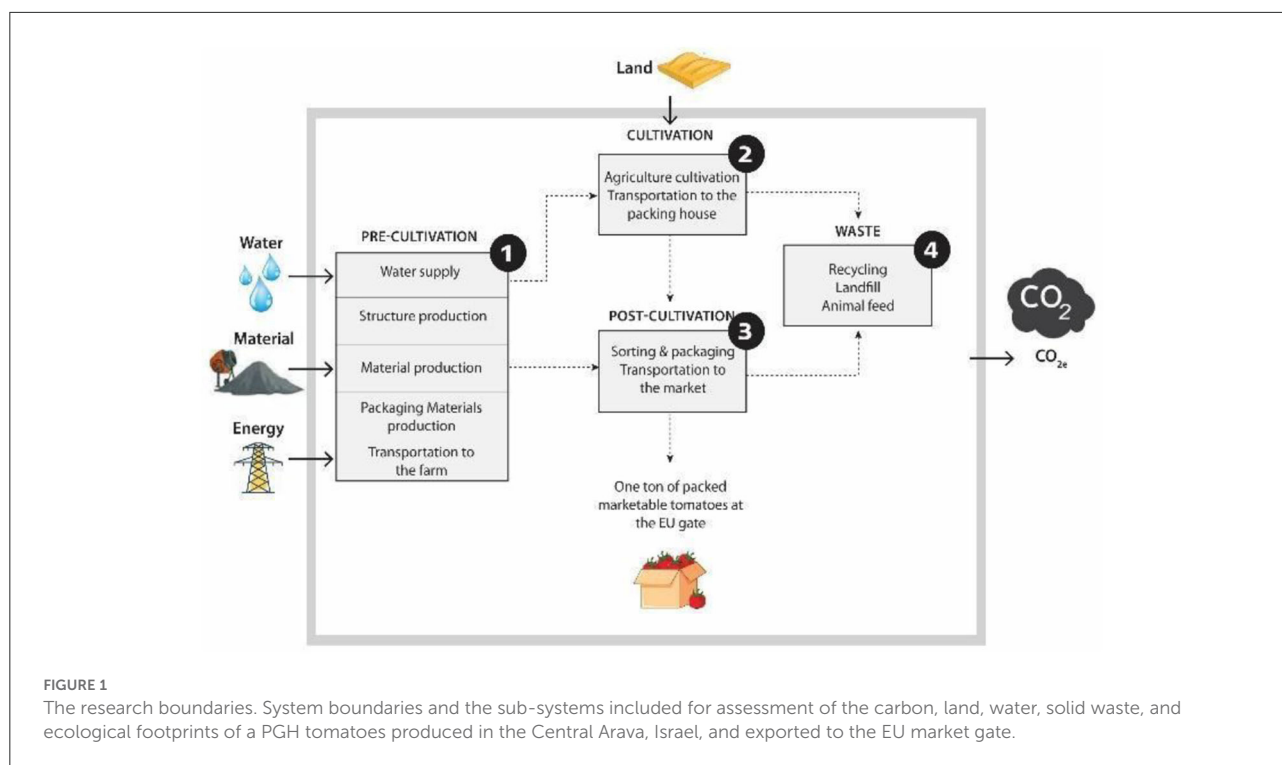 Land
CULTIVATION
2
Agriculture cultivation
Transportation to the
packing house
Water
PRE-CULTIVATION
1
Water supply
Structure production
Material
Material production
Packaging Materials
production
Energy
Transportation to
the farm
WASTE
4
Recycling
Landfill
Animal feed
POST-CULTIVATION
3
Sorting & packaging
Transportation to
the market
CO2
CO2e
One ton of packed
marketable tomatoes at
the EU gate
FIGURE 1
The research boundaries. System boundaries and the sub-systems included for assessment of the carbon, land, water, solid waste, and
ecological footprints of a PGH tomatoes produced in the Central Arava, Israel, and exported to the EU market gate.